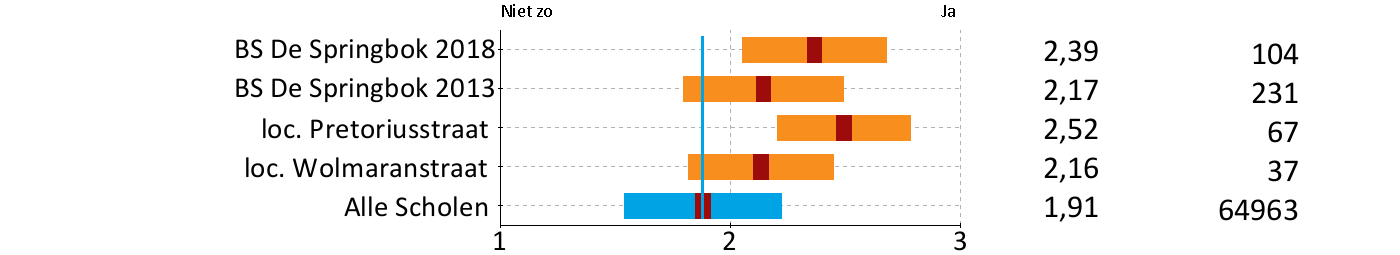 Niet zo Ja
BS De Springbok 2018 2,39 104
BS De Springbok 2013 2,17 231
loc. Pretoriusstraat 2,52 67
loc. Wolmaranstraat 2,16 37
Alle Scholen 1,91 64963
1 2 3